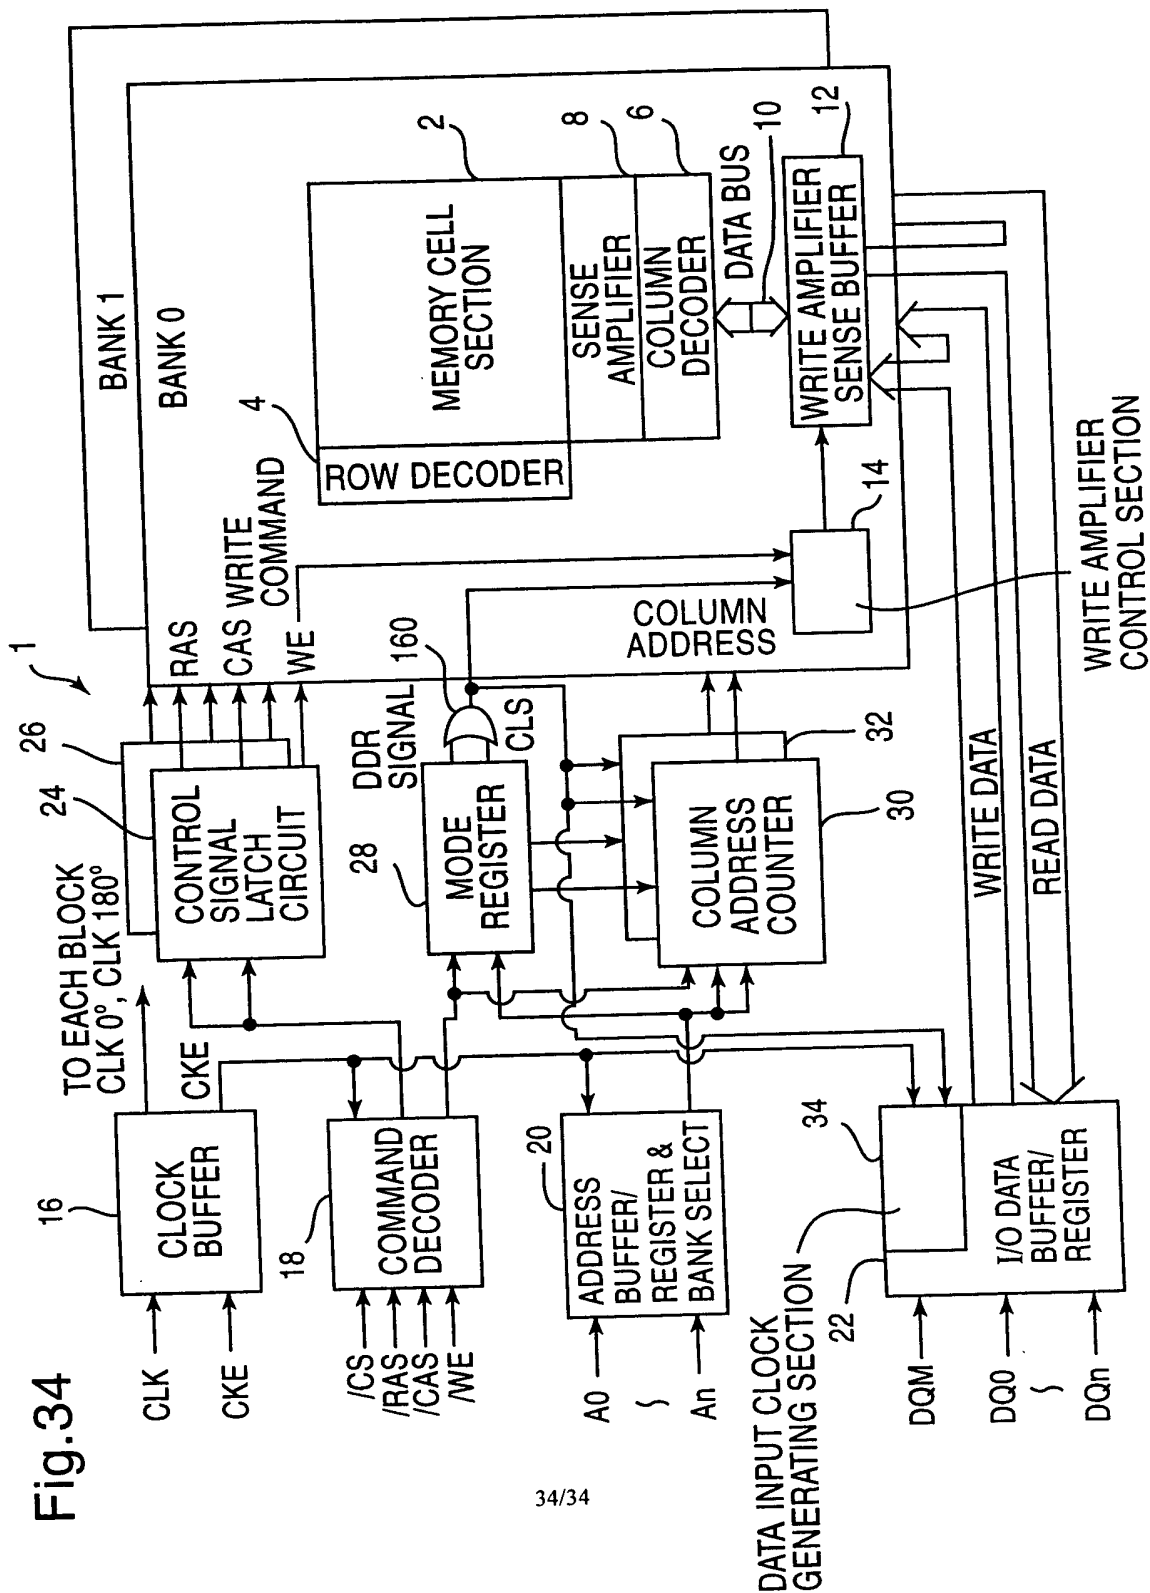 Fig.34
1
BANK 1
BANK 0
MEMORY CELL
SECTION
2
4
ROW DECODER
SENSE
AMPLIFIER
8
COLUMN
DECODER
6
DATA BUS
10
WRITE AMPLIFIER
SENSE BUFFER
12
14
WRITE AMPLIFIER
CONTROL SECTION
RAS
CAS
WRITE
COMMAND
WE
COLUMN
ADDRESS
26
24
CONTROL
SIGNAL
LATCH
CIRCUIT
TO EACH BLOCK
CLK 0°, CLK 180°
CKE
DDR
SIGNAL
160
CLS
28
MODE
REGISTER
COLUMN
ADDRESS
COUNTER
32
30
16
CLOCK
BUFFER
CLK
CKE
18
COMMAND
DECODER
/CS
/RAS
/CAS
/WE
20
ADDRESS
BUFFER/
REGISTER &
BANK SELECT
A0
An
DATA INPUT CLOCK
GENERATING SECTION
22
34
I/O DATA
BUFFER/
REGISTER
DQM
DQ0
DQn
WRITE DATA
READ DATA
34/34